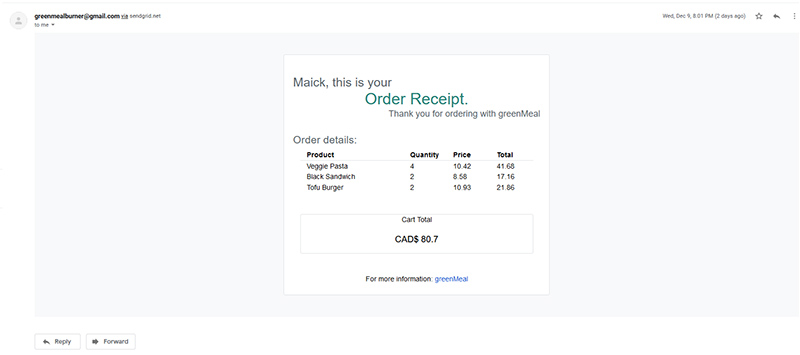 greenmealburner@gmail.com via sendgrid.net
Wed, Dec 9, 8:01 PM (2 days ago)
to me
Maick, this is your
Order Receipt.
Thank you for ordering with greenMeal
Order details:
Product Quantity Price Total
Veggie Pasta 4 10.42 41.68
Black Sandwich 2 8.58 17.16
Tofu Burger 2 10.93 21.86
Cart Total
CAD$ 80.7
For more information: greenMeal
Reply Forward